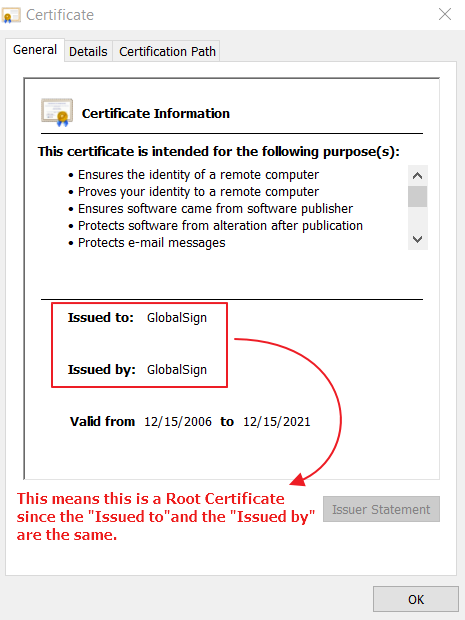 Certificate
General Details Certification Path
Certificate Information
This certificate is intended for the following purpose(s):
• Ensures the identity of a remote computer
• Proves your identity to a remote computer
• Ensures software came from software publisher
• Protects software from alteration after publication
• Protects e-mail messages
Issued to: GlobalSign
Issued by: GlobalSign
Valid from 12/15/2006 to 12/15/2021
This means this is a Root Certificate
since the "Issued to"and the "Issued by"
are the same.
Issuer Statement
OK